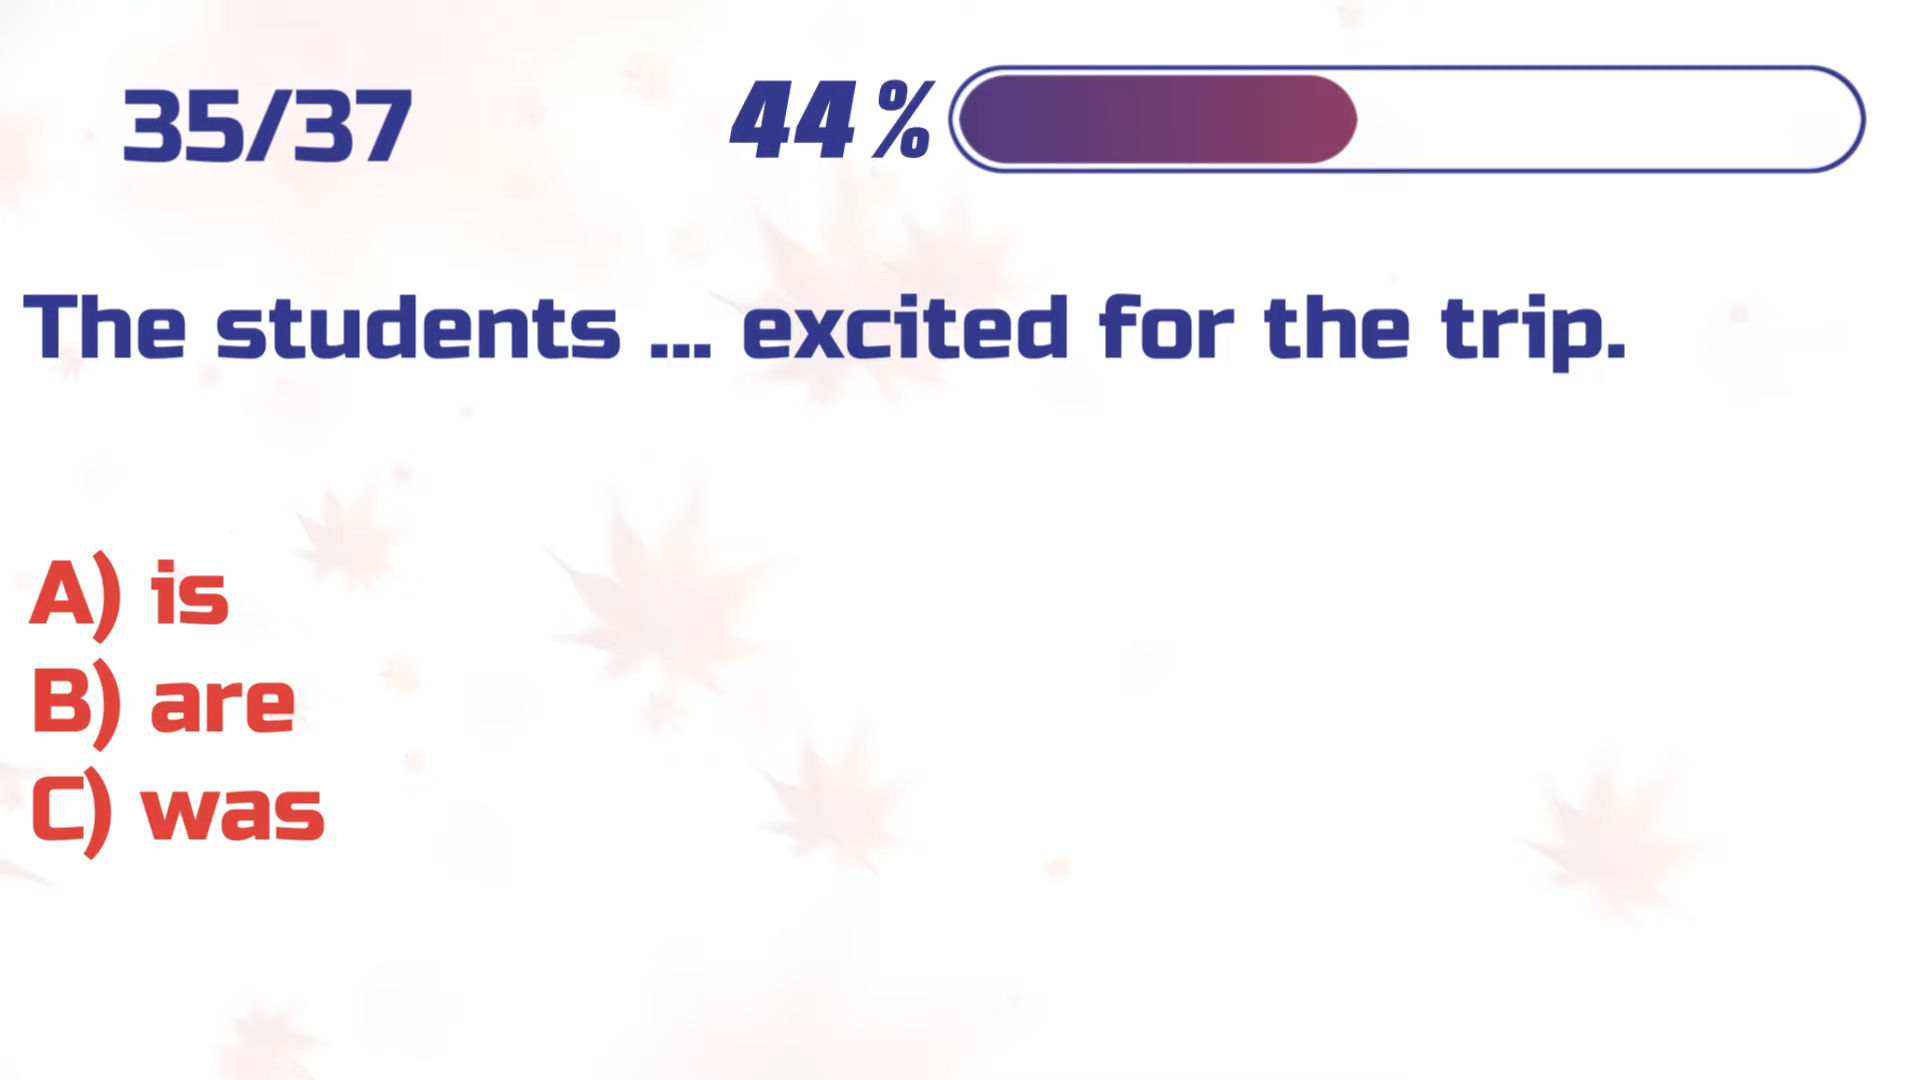 35/37
44%
The students ... excited for the trip.
A) is
B) are
C) was